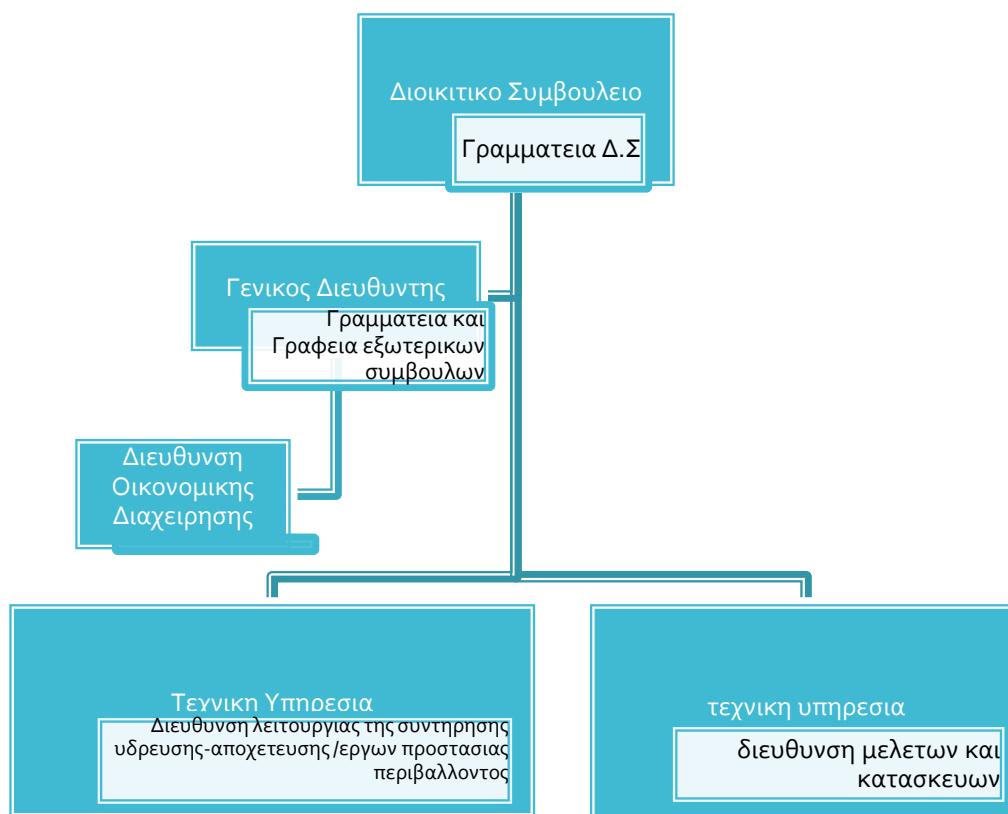 Διοικιτικο Συμβουλειο
Γραμματεια Δ.Σ
Γενικος Διευθυντης
Γραμματεια και
Γραφεια εξωτερικων
συμβουλων
Διευθυνση
Οικονομικης
Διαχειρησης
Τεχνικη Υπηρεσια
Διευθυνση λειτουργιας της συντηρησης
υδρευσης-αποχετευσης /εργων προστασιας
περιβαλλοντος
τεχνικη υπηρεσια
διευθυνση μελετων και
κατασκευων